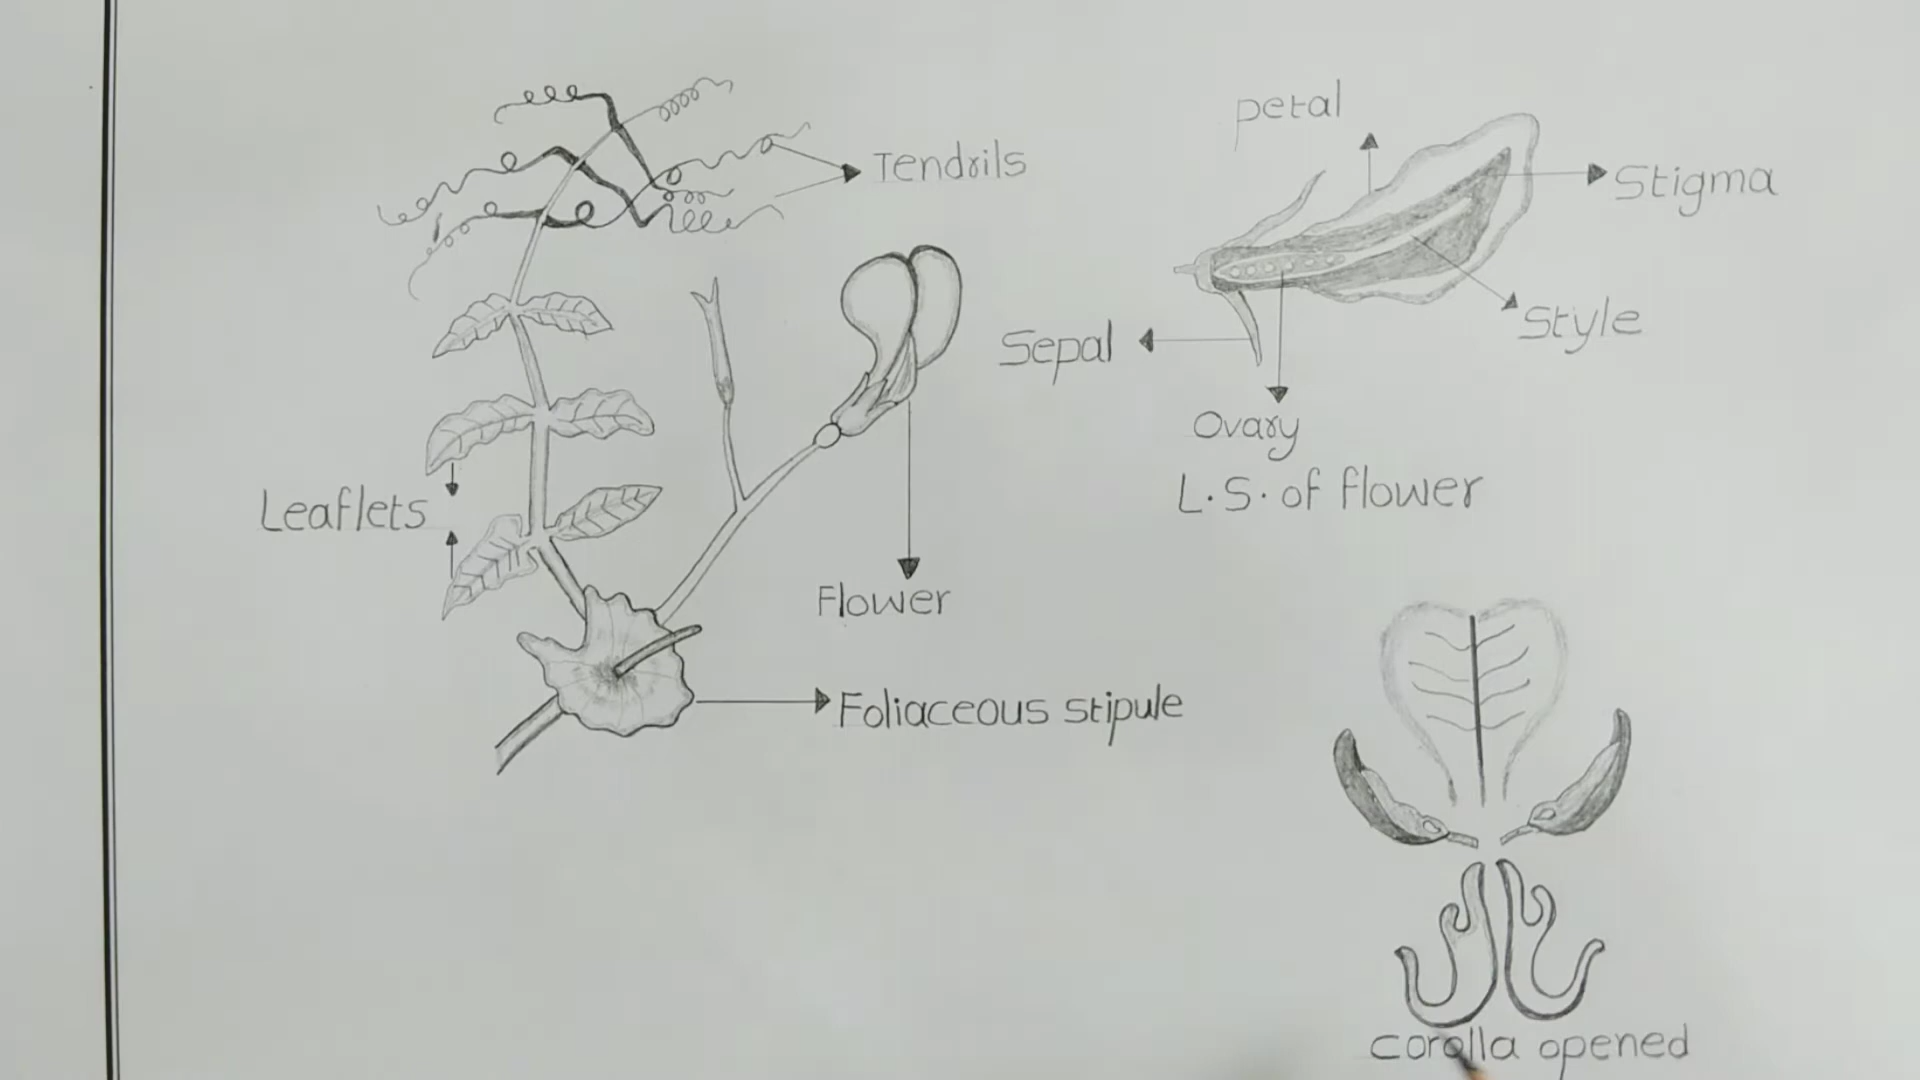 petal
Tendrils
Stigma
Style
Sepal
Ovary
L.S. of flower
Leaflets
Flower
Foliaceous stipule
corolla opened